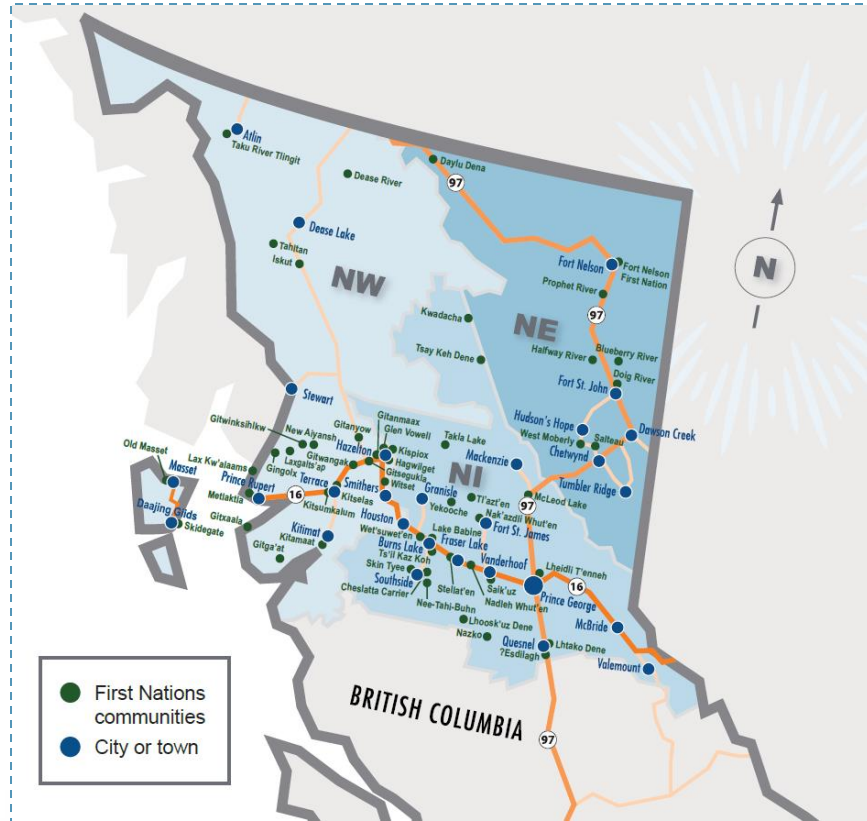 Atlin
Taku River Tlingit
Daylu Dena
97
Dease River
Dease Lake
Tahltan
Iskut
NW
Fort Nelson
Fort Nelson
First Nation
Prophet River
N
Kwadacha
NE
97
Tsay Keh Dene
Halfway River
Blueberry River
Doig River
Fort St. John
Stewart
Hudson's Hope
Dawson Creek
West Moberly
Salteau
Chetwynd
Tumbler Ridge
Gitanmaax
Glen Vowell
Gitanyow
Gitwinksihlkw
New Aiyansh
Hazelton
Kispiox
Hagwilget
Takla Lake
NI
Mackenzie
Old Masset
Masset
Lax Kw'alaams
Gingolx
Laxgalts'ap
Gitwangak
Gitsegukla
Witset
Metlaktla
Prince Rupert
16
Terrace
Smithers
Granisle
Tl'azt'en
McLeod Lake
Kitselas
Kitsumkalum
Yekooche
Nak'azdli Whut'en
97
Daajing Giids
Skidegate
Gitxaala
Kitimat
Kitamaat
Gitga'at
Houston
Fort St. James
Wet'suwet'en
Lake Babine
Burns Lake
Fraser Lake
Vanderhoof
Ts'il Kaz Koh
Skin Tyee
Southside
Cheslatta Carrier
Stellat'en
Saik'uz
Nadleh Whut'en
Nee-Tahi-Buhn
Lheidli T'enneh
16
Prince George
McBride
Lhoosk'uz Dene
Nazko
Quesnel
Lhtako Dene
?Esdilagh
Valemount
BRITISH COLUMBIA
97
First Nations
communities
City or town